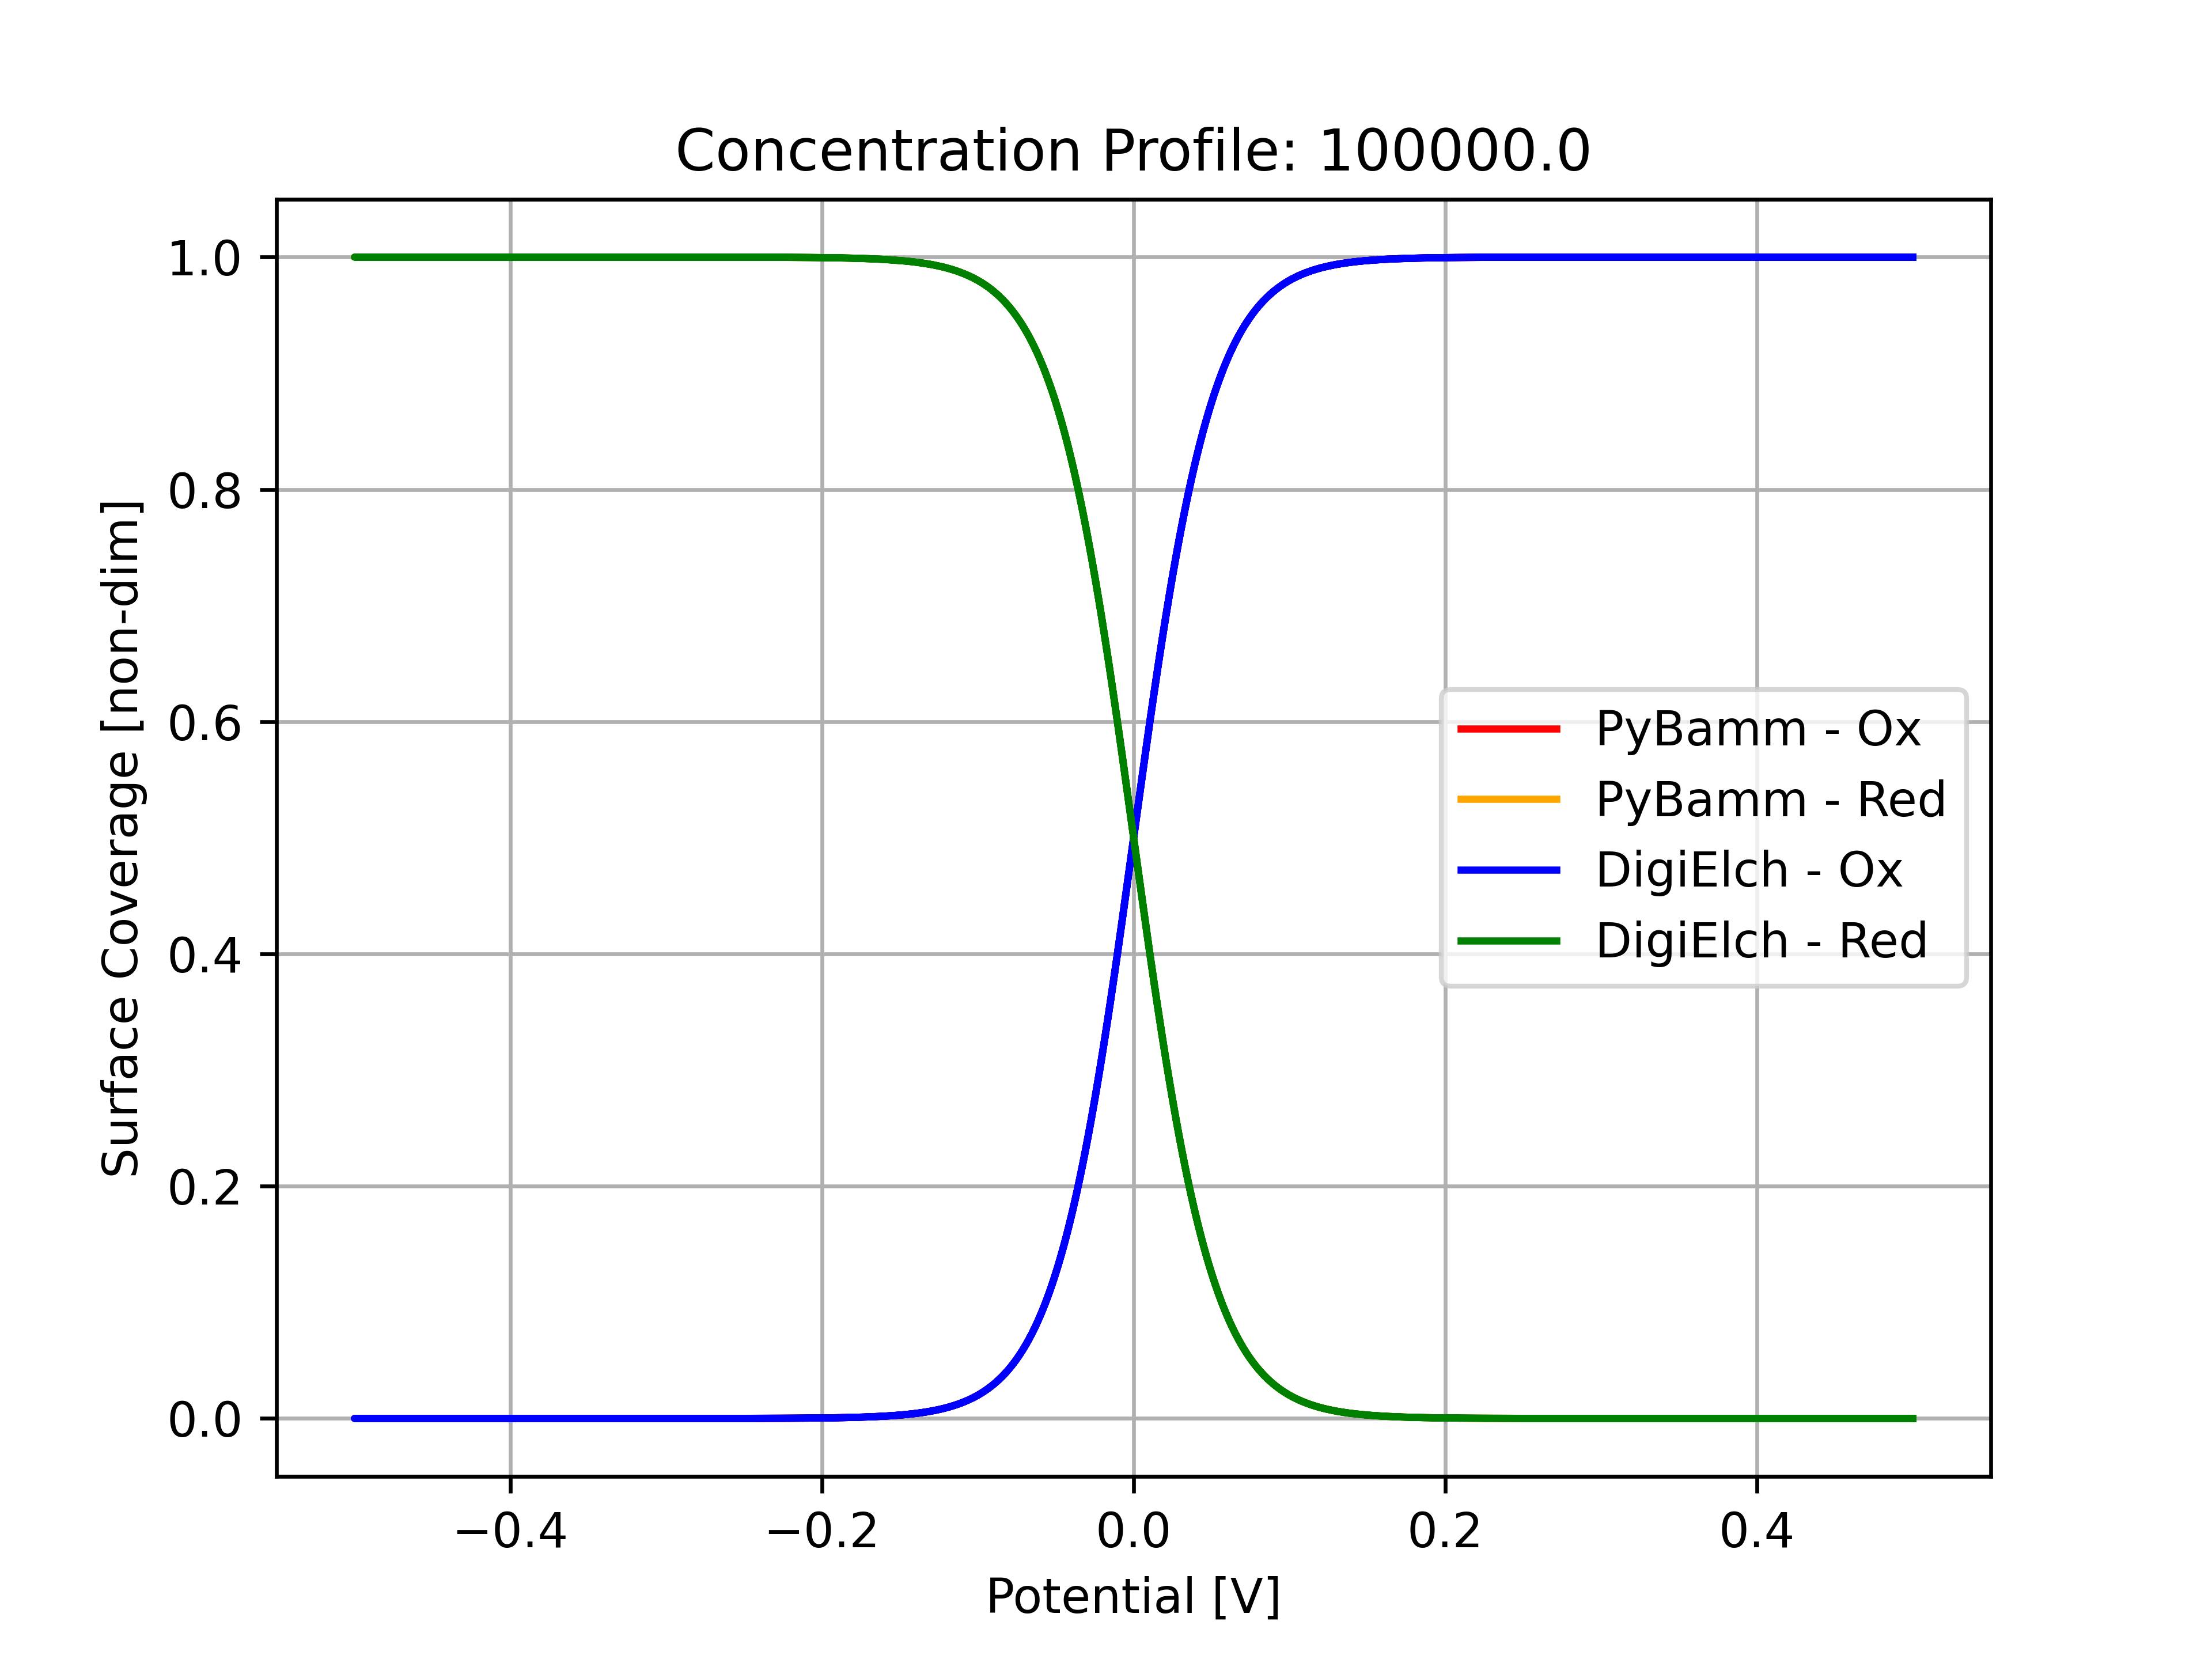 Concentration Profile: 100000.0
Surface Coverage [non-dim]
1.0
0.8
0.6
0.4
0.2
0.0
PyBamm - Ox
PyBamm - Red
DigiElch - Ox
DigiElch - Red
−0.4
−0.2
0.0
0.2
0.4
Potential [V]